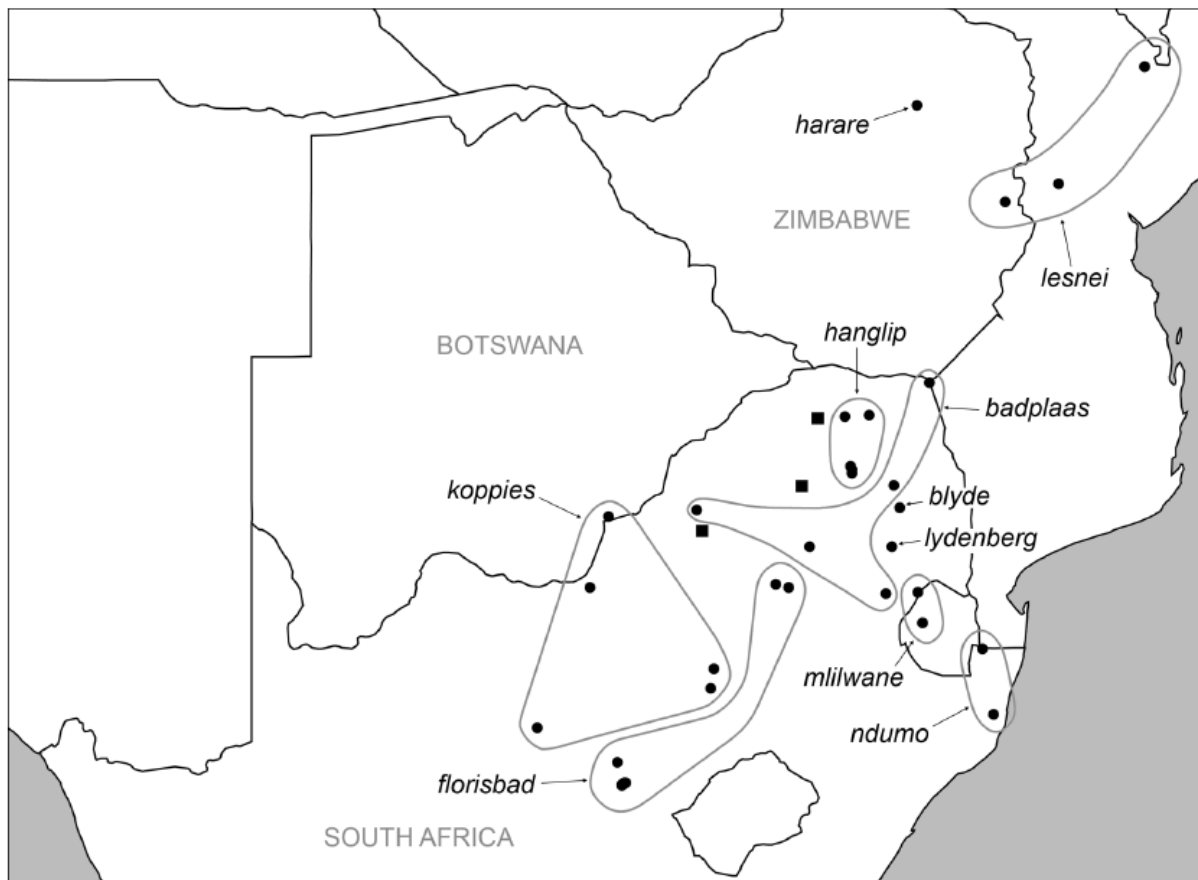 harare
ZIMBABWE
lesnei
hanglip
BOTSWANA
badplaas
koppies
blyde
lydenberg
mlilwane
ndumo
florisbad
SOUTH AFRICA